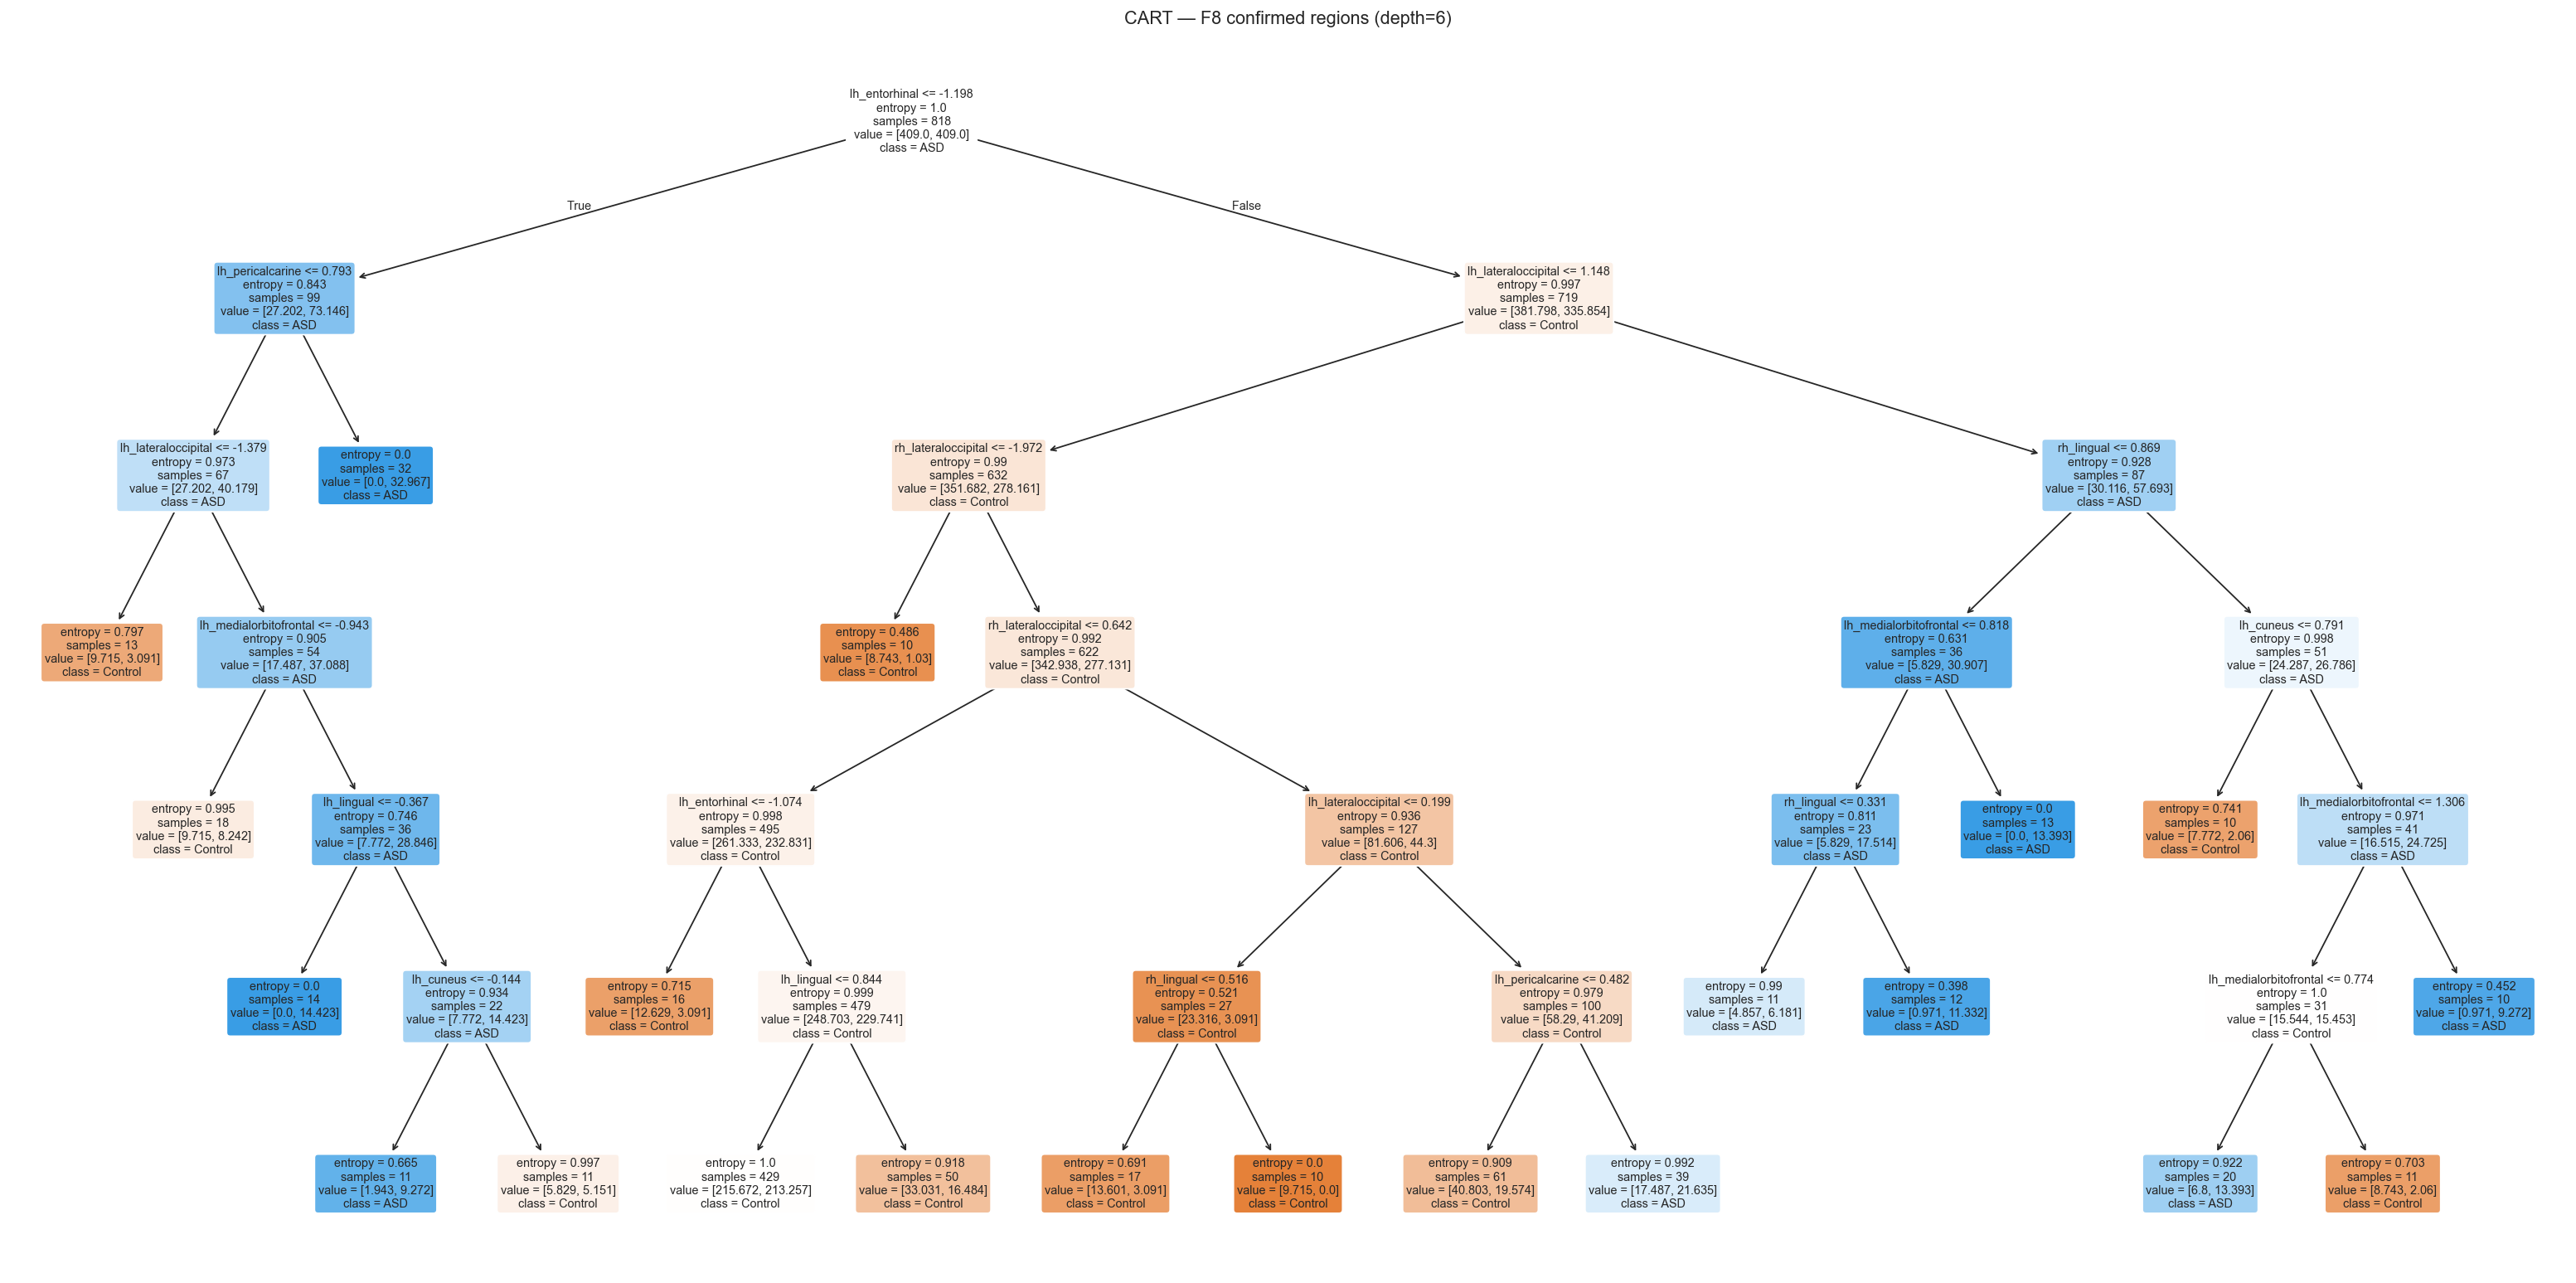 CART — F8 confirmed regions (depth=6)
lh_entorhinal <= -1.198
entropy = 1.0
samples = 818
value = [409.0, 409.0]
class = ASD
True
False
lh_pericalcarine <= 0.793
entropy = 0.843
samples = 99
value = [27.202, 73.146]
class = ASD
lh_lateraloccipital <= 1.148
entropy = 0.997
samples = 719
value = [381.798, 335.854]
class = Control
lh_lateraloccipital <= -1.379
entropy = 0.973
samples = 67
value = [27.202, 40.179]
class = ASD
entropy = 0.0
samples = 32
value = [0.0, 32.967]
class = ASD
rh_lateraloccipital <= -1.972
entropy = 0.99
samples = 632
value = [351.682, 278.161]
class = Control
rh_lingual <= 0.869
entropy = 0.928
samples = 87
value = [30.116, 57.693]
class = ASD
entropy = 0.797
samples = 13
value = [9.715, 3.091]
class = Control
lh_medialorbitofrontal <= -0.943
entropy = 0.905
samples = 54
value = [17.487, 37.088]
class = ASD
entropy = 0.486
samples = 10
value = [8.743, 1.03]
class = Control
rh_lateraloccipital <= 0.642
entropy = 0.992
samples = 622
value = [342.938, 277.131]
class = Control
lh_medialorbitofrontal <= 0.818
entropy = 0.631
samples = 36
value = [5.829, 30.907]
class = ASD
lh_cuneus <= 0.791
entropy = 0.998
samples = 51
value = [24.287, 26.786]
class = ASD
entropy = 0.995
samples = 18
value = [9.715, 8.242]
class = Control
lh_lingual <= -0.367
entropy = 0.746
samples = 36
value = [7.772, 28.846]
class = ASD
lh_entorhinal <= -1.074
entropy = 0.998
samples = 495
value = [261.333, 232.831]
class = Control
lh_lateraloccipital <= 0.199
entropy = 0.936
samples = 127
value = [81.606, 44.3]
class = Control
rh_lingual <= 0.331
entropy = 0.811
samples = 23
value = [5.829, 17.514]
class = ASD
entropy = 0.0
samples = 13
value = [0.0, 13.393]
class = ASD
entropy = 0.741
samples = 10
value = [7.772, 2.06]
class = Control
lh_medialorbitofrontal <= 1.306
entropy = 0.971
samples = 41
value = [16.515, 24.725]
class = ASD
entropy = 0.0
samples = 14
value = [0.0, 14.423]
class = ASD
lh_cuneus <= -0.144
entropy = 0.934
samples = 22
value = [7.772, 14.423]
class = ASD
entropy = 0.715
samples = 16
value = [12.629, 3.091]
class = Control
lh_lingual <= 0.844
entropy = 0.999
samples = 479
value = [248.703, 229.741]
class = Control
rh_lingual <= 0.516
entropy = 0.521
samples = 27
value = [23.316, 3.091]
class = Control
lh_pericalcarine <= 0.482
entropy = 0.979
samples = 100
value = [58.29, 41.209]
class = Control
entropy = 0.99
samples = 11
value = [4.857, 6.181]
class = ASD
entropy = 0.398
samples = 12
value = [0.971, 11.332]
class = ASD
lh_medialorbitofrontal <= 0.774
entropy = 1.0
samples = 31
value = [15.544, 15.453]
class = Control
entropy = 0.452
samples = 10
value = [0.971, 9.272]
class = ASD
entropy = 0.665
samples = 11
value = [1.943, 9.272]
class = ASD
entropy = 0.997
samples = 11
value = [5.829, 5.151]
class = Control
entropy = 1.0
samples = 429
value = [215.672, 213.257]
class = Control
entropy = 0.918
samples = 50
value = [33.031, 16.484]
class = Control
entropy = 0.691
samples = 17
value = [13.601, 3.091]
class = Control
entropy = 0.0
samples = 10
value = [9.715, 0.0]
class = Control
entropy = 0.909
samples = 61
value = [40.803, 19.574]
class = Control
entropy = 0.992
samples = 39
value = [17.487, 21.635]
class = ASD
entropy = 0.922
samples = 20
value = [6.8, 13.393]
class = ASD
entropy = 0.703
samples = 11
value = [8.743, 2.06]
class = Control